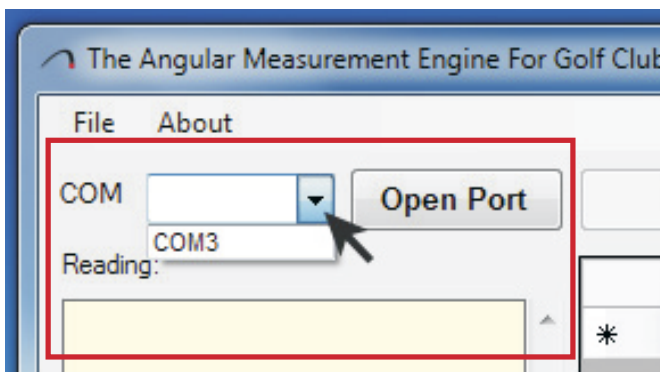 The Angular Measurement Engine For Golf Club
File About
COM Open Port
COM3
Reading:
*